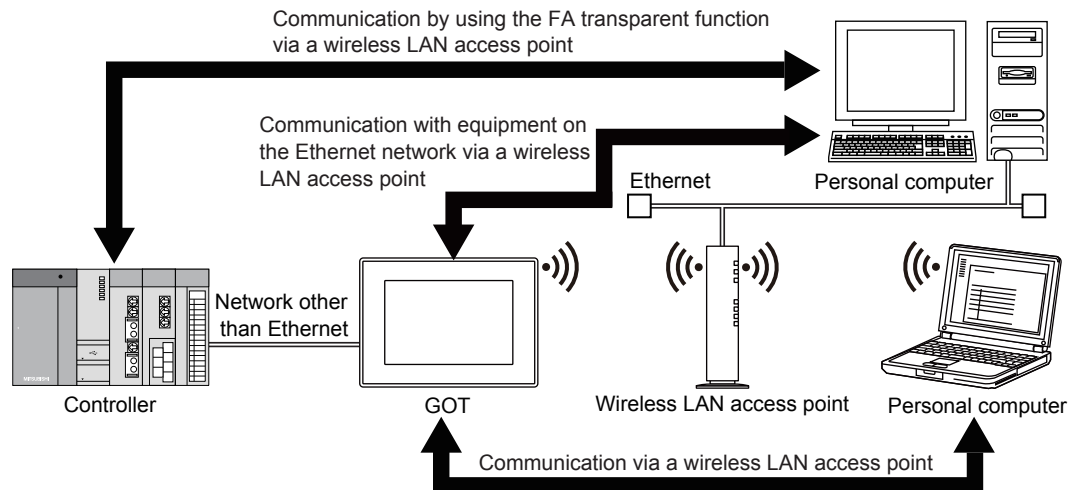 Communication by using the FA transparent function
via a wireless LAN access point
Communication with equipment on
the Ethernet network via a wireless
LAN access point
Ethernet
Personal computer
Network other
than Ethernet
MITSUBISHI
Controller
GOT
Wireless LAN access point
Personal computer
Communication via a wireless LAN access point